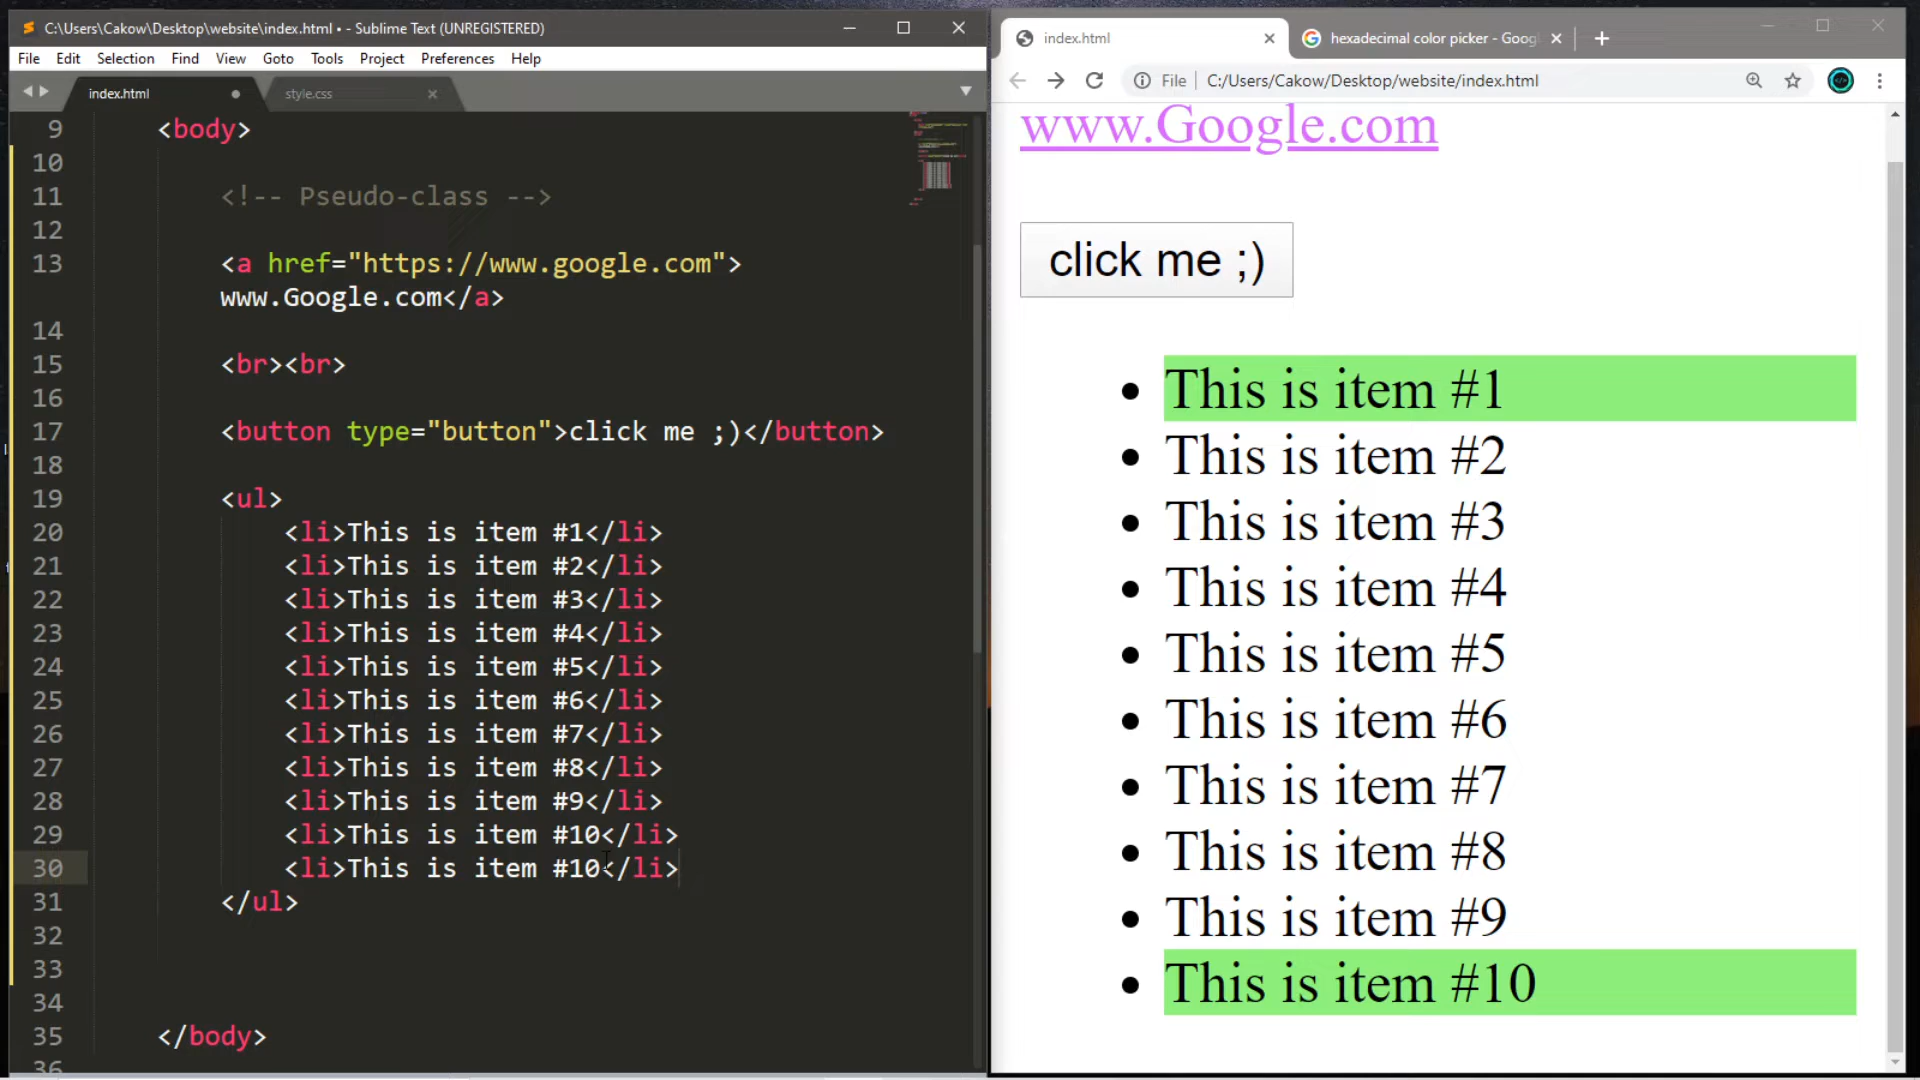 C:\Users\Cakow\Desktop\website\index.html • - Sublime Text (UNREGISTERED)
File Edit Selection Find View Goto Tools Project Preferences Help
index.html style.css
9 <body>
10
11 <!-- Pseudo-class -->
12
13 <a href="https://www.google.com">
www.Google.com</a>
14
15 <br><br>
16
17 <button type="button">click me ;)</button>
18
19 <ul>
20 <li>This is item #1</li>
21 <li>This is item #2</li>
22 <li>This is item #3</li>
23 <li>This is item #4</li>
24 <li>This is item #5</li>
25 <li>This is item #6</li>
26 <li>This is item #7</li>
27 <li>This is item #8</li>
28 <li>This is item #9</li>
29 <li>This is item #10</li>
30 <li>This is item #10</li>
31 </ul>
32
33
34
35 </body>
36
index.html hexadecimal color picker - Goog
File C:/Users/Cakow/Desktop/website/index.html
www.Google.com
click me ;)
• This is item #1
• This is item #2
• This is item #3
• This is item #4
• This is item #5
• This is item #6
• This is item #7
• This is item #8
• This is item #9
• This is item #10